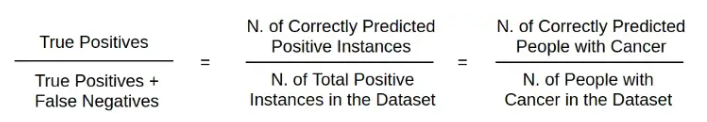 True Positives
True Positives +
False Negatives
=
N. of Correctly Predicted
Positive Instances
N. of Total Positive
Instances in the Dataset
=
N. of Correctly Predicted
People with Cancer
N. of People with
Cancer in the Dataset